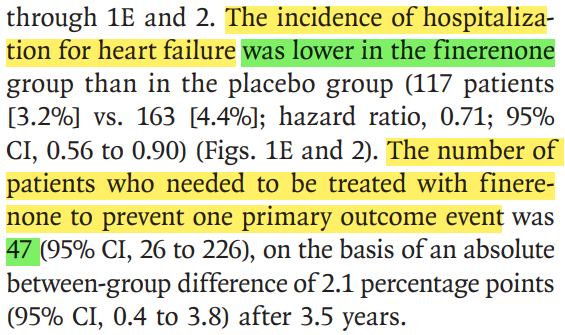 through 1E and 2. The incidence of hospitaliza-
tion for heart failure was lower in the finerenone
group than in the placebo group (117 patients
[3.2%] vs. 163 [4.4%]; hazard ratio, 0.71; 95%
CI, 0.56 to 0.90) (Figs. 1E and 2). The number of
patients who needed to be treated with finere-
none to prevent one primary outcome event was
47 (95% CI, 26 to 226), on the basis of an absolute
between-group difference of 2.1 percentage points
(95% CI, 0.4 to 3.8) after 3.5 years.